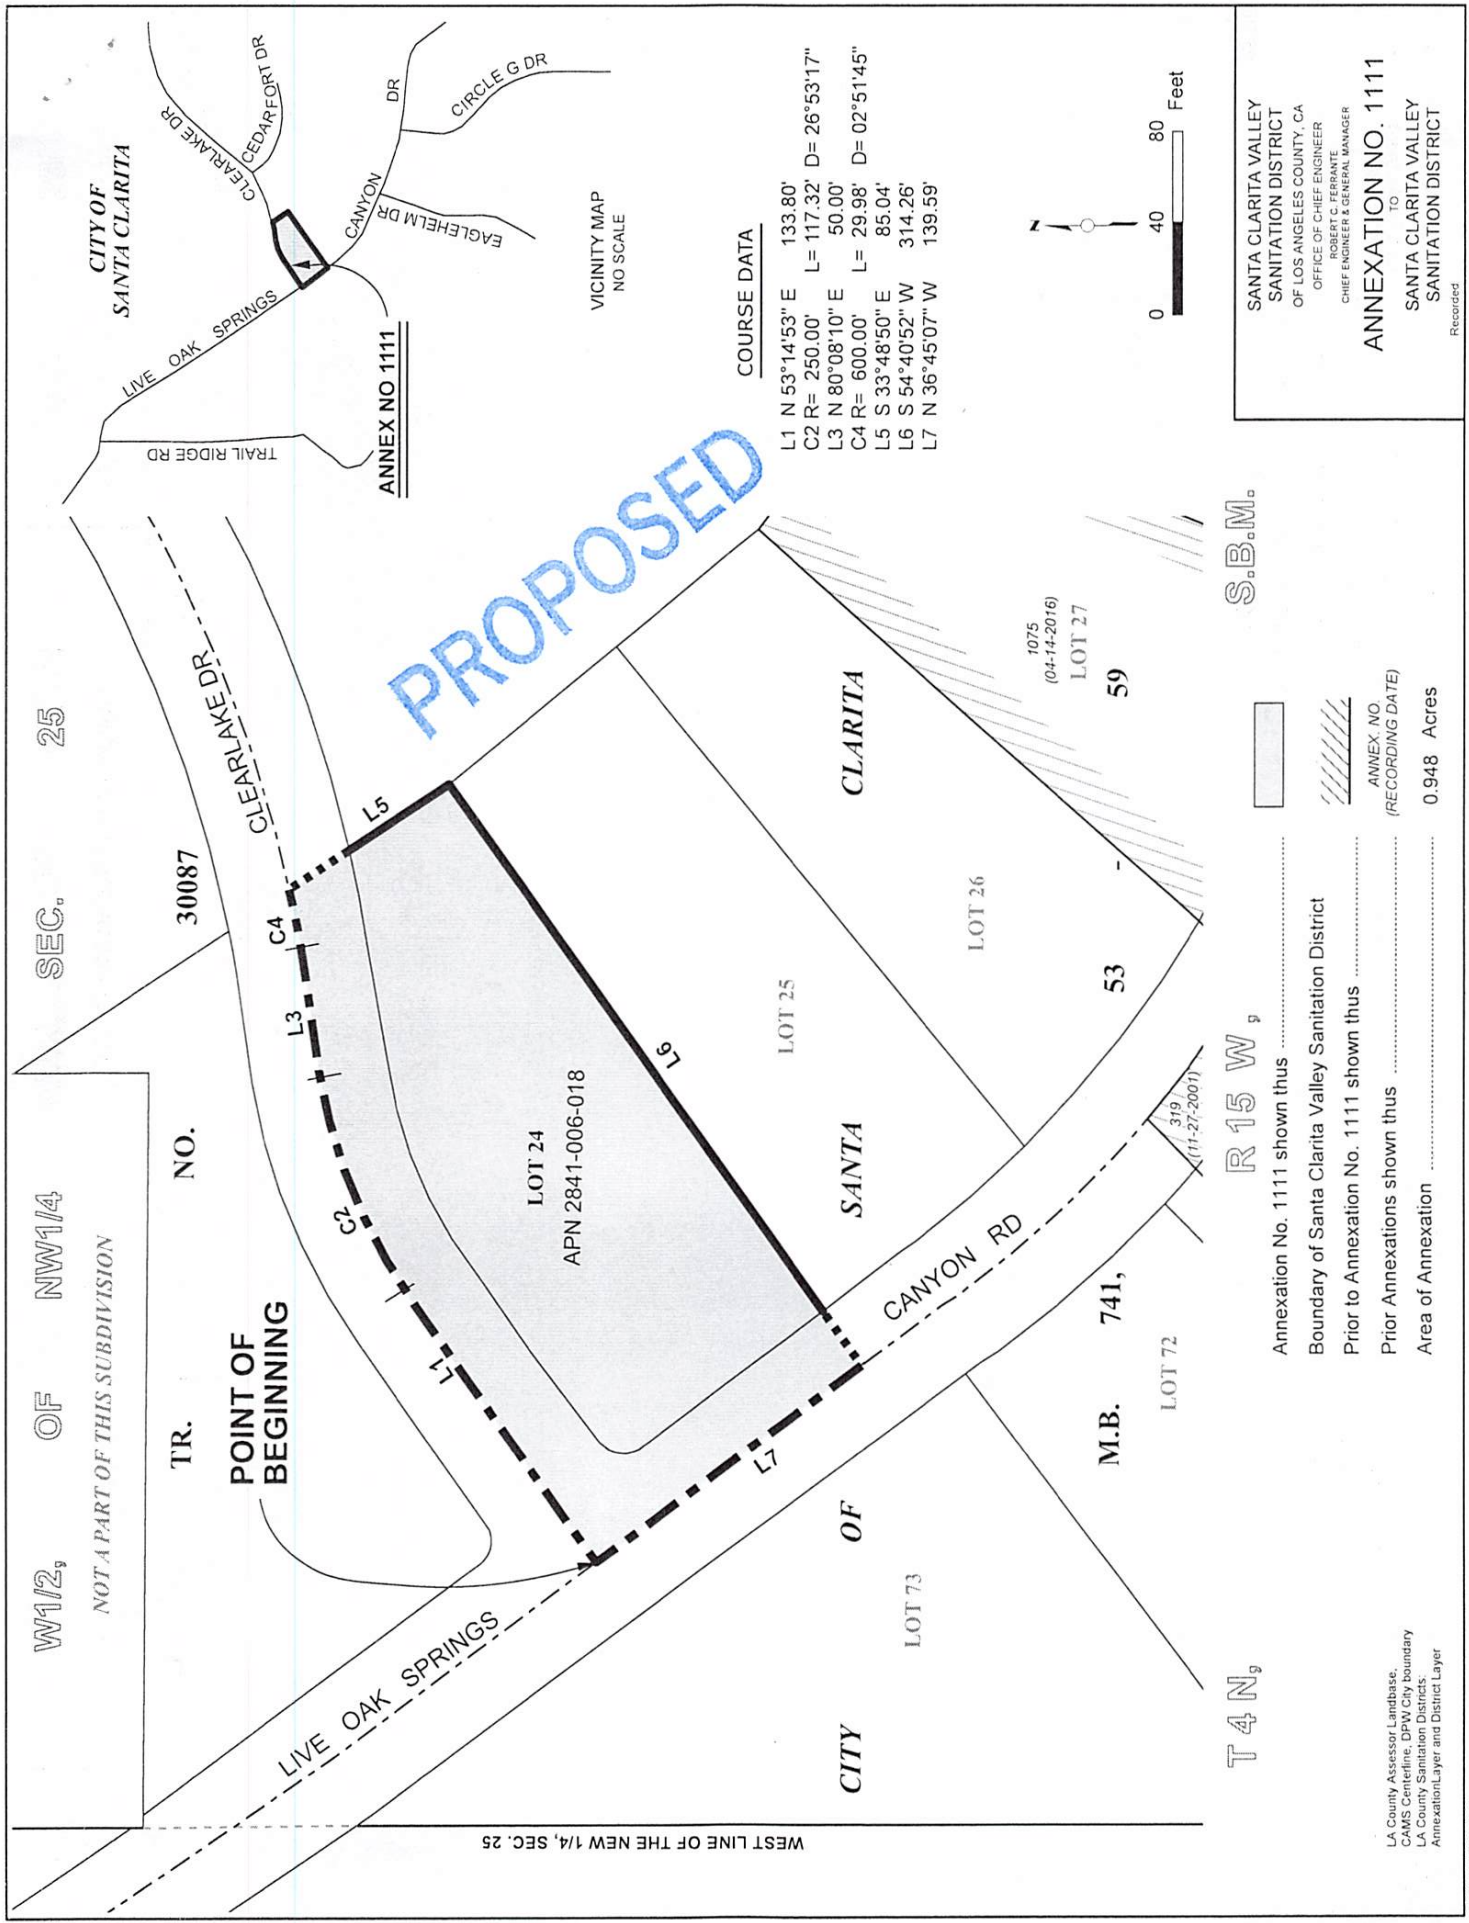 W1/2, OF NW1/4 SEC. 25
NOT A PART OF THIS SUBDIVISION
TR. NO. 30087
POINT OF
BEGINNING
CLEARLAKE DR
L1
C2
L3
C4
L5
L6
L7
LOT 24
APN 2841-006-018
LIVE OAK SPRINGS
CANYON RD
LOT 25
LOT 26
1075
(04-14-2016)
LOT 27
CITY OF SANTA CLARITA
LOT 73
M.B. 741, 53 - 59
LOT 72
319
(11-27-2001)
WEST LINE OF THE NEW 1/4, SEC. 25
T 4 N, R 15 W, S.B.M.
PROPOSED
CITY OF
SANTA CLARITA
CLEARLAKE DR
CEDARFORT DR
LIVE OAK SPRINGS
CANYON DR
CIRCLE G DR
EAGLEHELM DR
TRAIL RIDGE RD
ANNEX NO 1111
VICINITY MAP
NO SCALE
COURSE DATA
L1 N 53°14'53" E 133.80'
C2 R= 250.00' L= 117.32' D= 26°53'17"
L3 N 80°08'10" E 50.00'
C4 R= 600.00' L= 29.98' D= 02°51'45"
L5 S 33°48'50" E 85.04'
L6 S 54°40'52" W 314.26'
L7 N 36°45'07" W 139.59'
N
0 40 80
Feet
Annexation No. 1111 shown thus
Boundary of Santa Clarita Valley Sanitation District
Prior to Annexation No. 1111 shown thus
Prior Annexations shown thus
ANNEX. NO.
(RECORDING DATE)
Area of Annexation 0.948 Acres
LA County Assessor Landbase,
CAMS Centerline, DPW City boundary
LA County Sanitation Districts:
AnnexationLayer and District Layer
SANTA CLARITA VALLEY
SANITATION DISTRICT
OF LOS ANGELES COUNTY, CA
OFFICE OF CHIEF ENGINEER
ROBERT C. FERRANTE
CHIEF ENGINEER & GENERAL MANAGER
ANNEXATION NO. 1111
TO
SANTA CLARITA VALLEY
SANITATION DISTRICT
Recorded